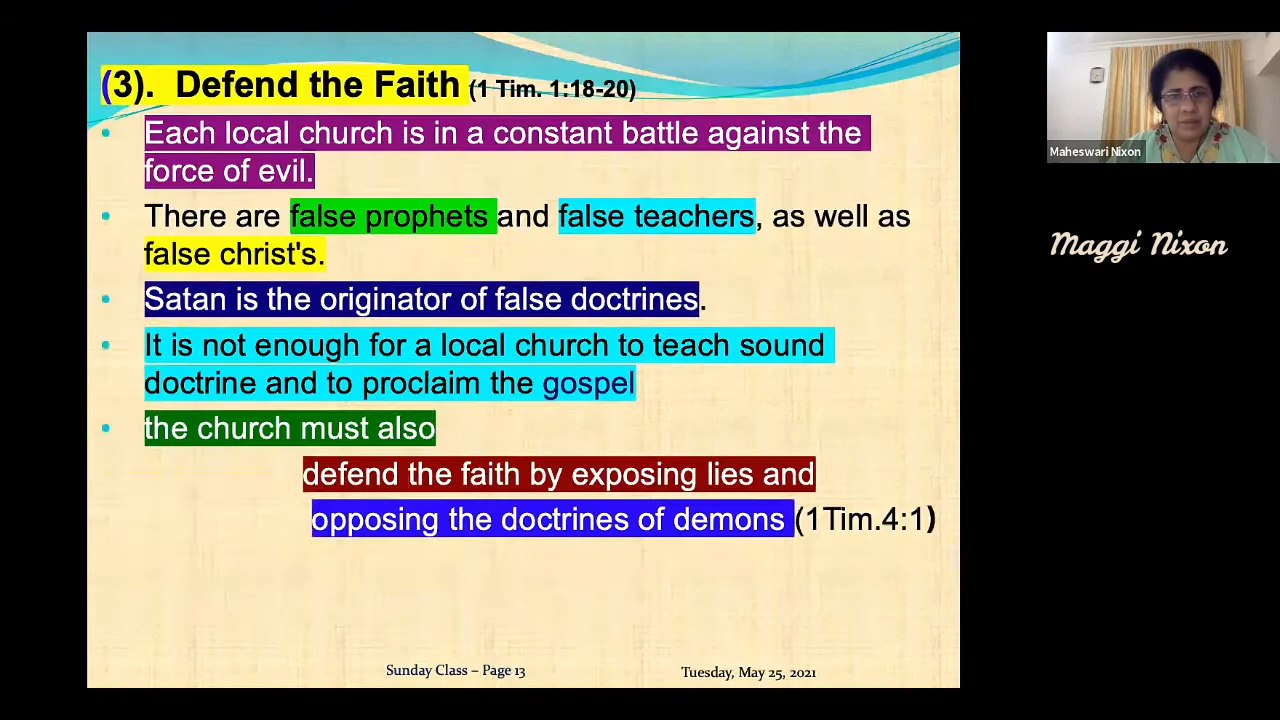 (3). Defend the Faith (1 Tim. 1:18-20)
• Each local church is in a constant battle against the
force of evil.
• There are false prophets and false teachers, as well as
false christ's.
• Satan is the originator of false doctrines.
• It is not enough for a local church to teach sound
doctrine and to proclaim the gospel
• the church must also
defend the faith by exposing lies and
opposing the doctrines of demons (1Tim.4:1)
Sunday Class – Page 13
Tuesday, May 25, 2021
Maheswari Nixon
Maggi Nixon